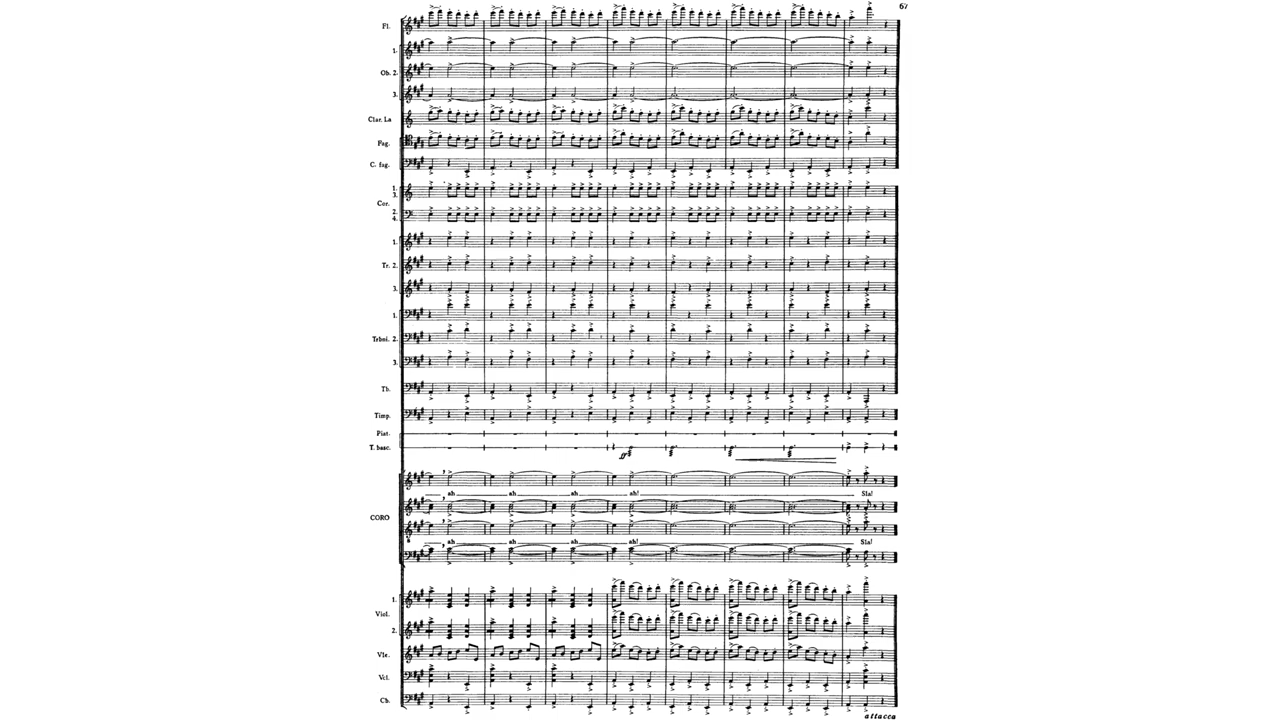 67
Fl.
1.
Ob. 2.
3.
Clar. La
Fag.
C. fag.
1.
3.
Cor.
2.
4.
1.
Tr. 2.
3.
1.
Trbni. 2.
3.
Tb.
Timp.
Piat.
T. basc.
ff
ah ah ah ah! Sla!
CORO
8
ah ah ah ah! Sla!
1.
Viol.
2.
Vle.
Vcl.
Cb.
attacca